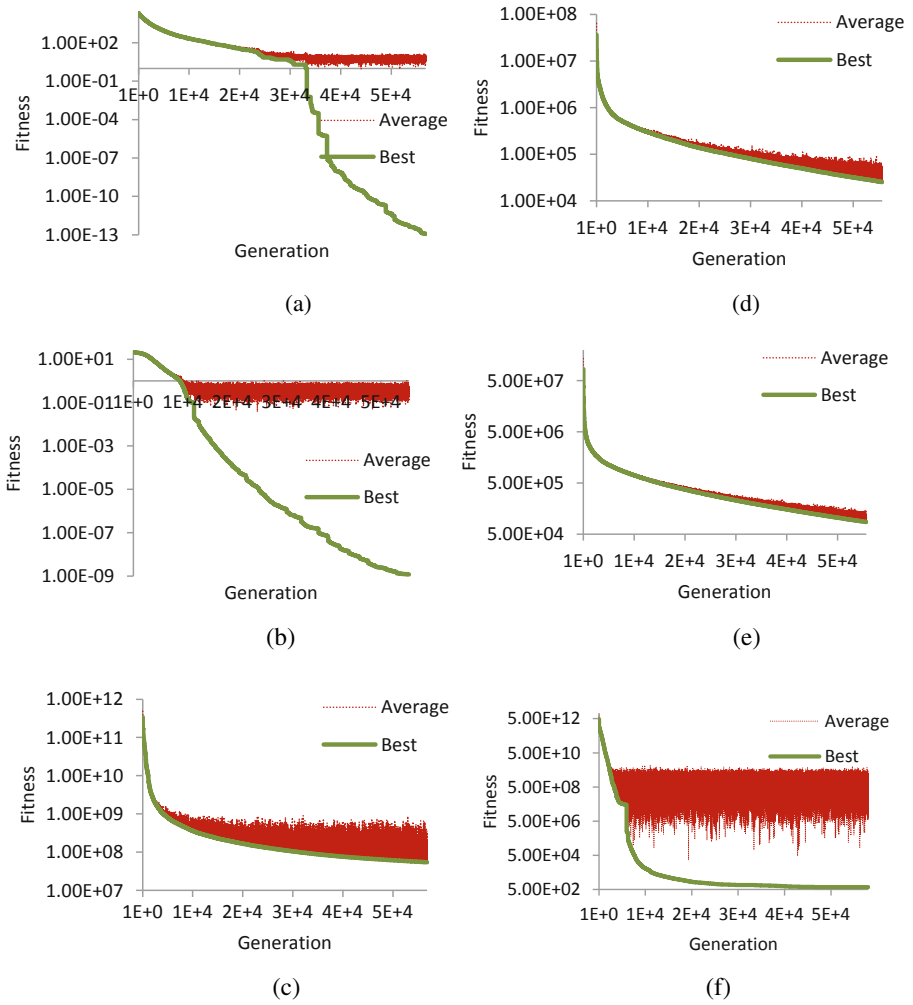 1.00E+02
1.00E-01
1.00E-04
1.00E-07
1.00E-10
1.00E-13
1E+0 1E+4 2E+4 3E+4 4E+4 5E+4
Fitness
Average
Best
Generation
(a)
1.00E+08
1.00E+07
1.00E+06
1.00E+05
1.00E+04
1E+0 1E+4 2E+4 3E+4 4E+4 5E+4
Fitness
Average
Best
Generation
(d)
1.00E+01
1.00E-01
1.00E-03
1.00E-05
1.00E-07
1.00E-09
1E+0 1E+4 2E+4 3E+4 4E+4 5E+4
Fitness
Average
Best
Generation
(b)
5.00E+07
5.00E+06
5.00E+05
5.00E+04
1E+0 1E+4 2E+4 3E+4 4E+4 5E+4
Fitness
Average
Best
Generation
(e)
1.00E+12
1.00E+11
1.00E+10
1.00E+09
1.00E+08
1.00E+07
1E+0 1E+4 2E+4 3E+4 4E+4 5E+4
Fitness
Average
Best
Generation
(c)
5.00E+12
5.00E+10
5.00E+08
5.00E+06
5.00E+04
5.00E+02
1E+0 1E+4 2E+4 3E+4 4E+4 5E+4
Fitness
Average
Best
Generation
(f)